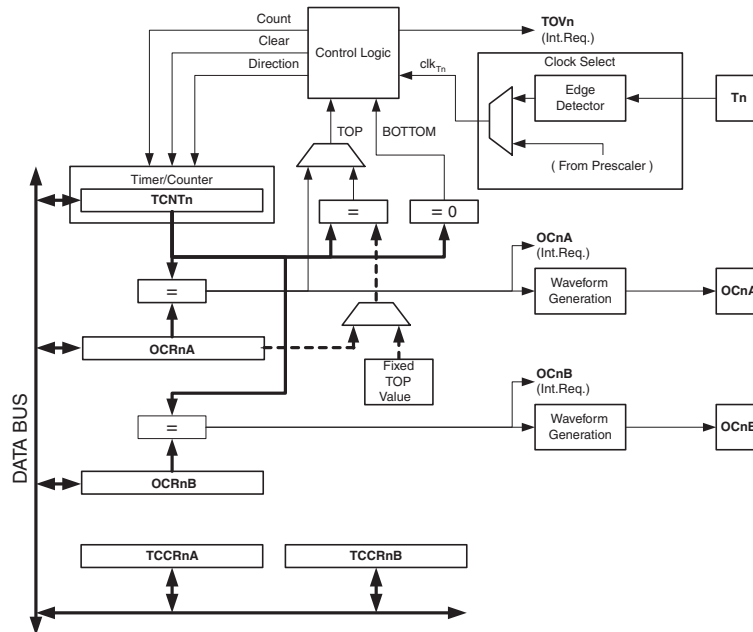 Count
Clear
Direction
Control Logic
TOVn
(Int.Req.)
clkTn
Clock Select
Edge
Detector
Tn
( From Prescaler )
TOP
BOTTOM
Timer/Counter
TCNTn
=
= 0
OCnA
(Int.Req.)
=
Waveform
Generation
OCnA
OCRnA
Fixed
TOP
Value
OCnB
(Int.Req.)
=
Waveform
Generation
OCnB
OCRnB
DATA BUS
TCCRnA
TCCRnB